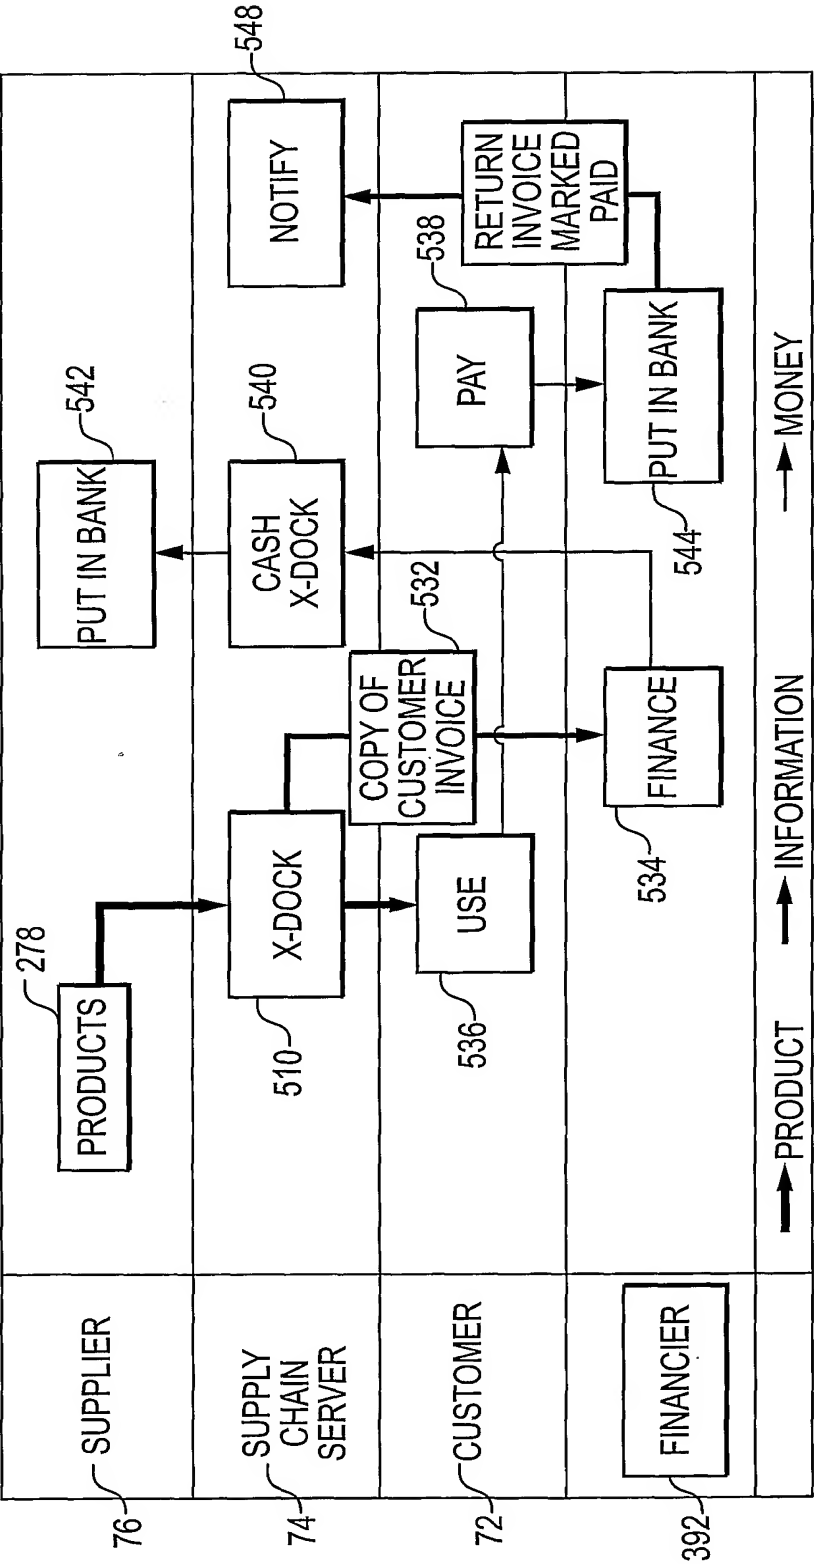 76
SUPPLIER
278
PRODUCTS
PUT IN BANK
542
74
SUPPLY
CHAIN
SERVER
510
X-DOCK
CASH
X-DOCK
540
NOTIFY
548
72
CUSTOMER
536
USE
COPY OF
CUSTOMER
INVOICE
532
PAY
538
RETURN
INVOICE
MARKED
PAID
392
FINANCIER
534
FINANCE
544
PUT IN BANK
PRODUCT
INFORMATION
MONEY